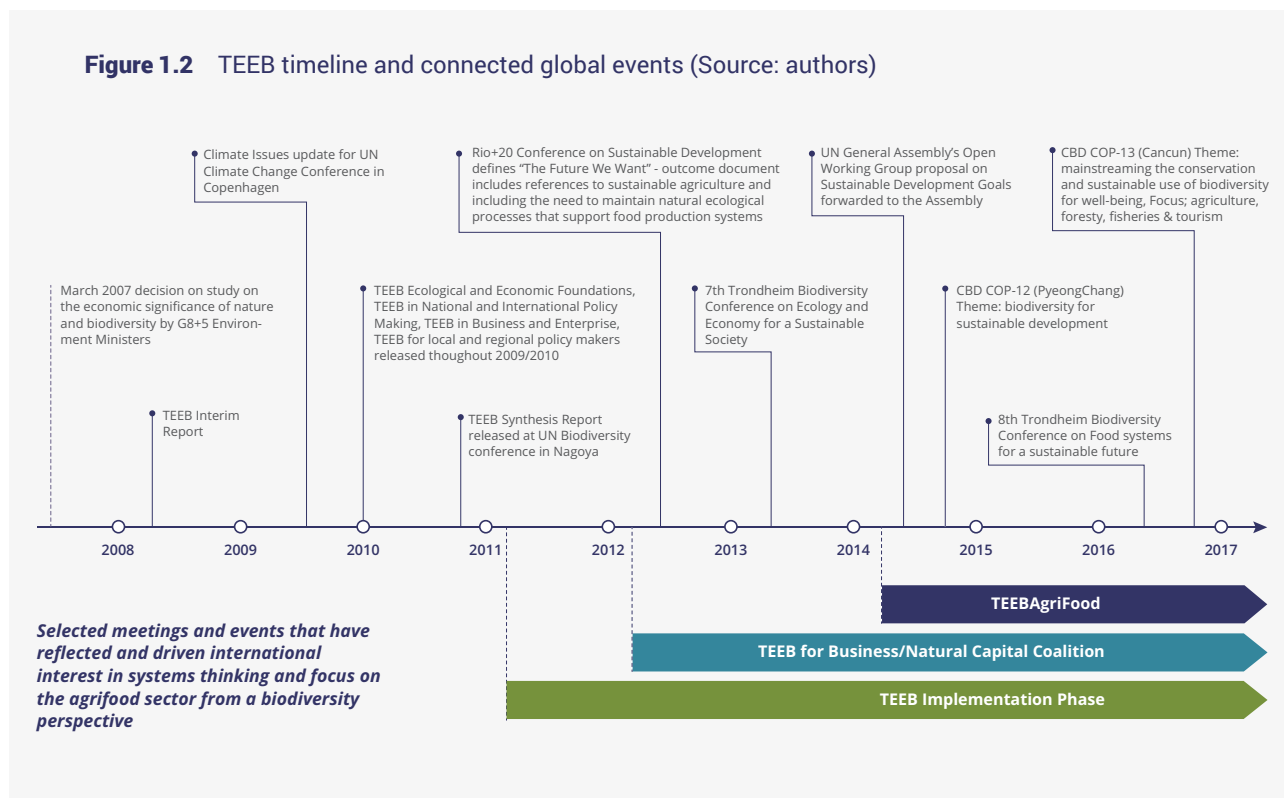 Figure 1.2 TEEB timeline and connected global events (Source: authors)
Climate Issues update for UN
Climate Change Conference in
Copenhagen
Rio+20 Conference on Sustainable Development
defines “The Future We Want” - outcome document
includes references to sustainable agriculture and
including the need to maintain natural ecological
processes that support food production systems
UN General Assembly’s Open
Working Group proposal on
Sustainable Development Goals
forwarded to the Assembly
CBD COP-13 (Cancun) Theme:
mainstreaming the conservation
and sustainable use of biodiversity
for well-being, Focus; agriculture,
foresty, fisheries & tourism
March 2007 decision on study on
the economic significance of nature
and biodiversity by G8+5 Environ-
ment Ministers
TEEB Ecological and Economic Foundations,
TEEB in National and International Policy
Making, TEEB in Business and Enterprise,
TEEB for local and regional policy makers
released thoughout 2009/2010
7th Trondheim Biodiversity
Conference on Ecology and
Economy for a Sustainable
Society
CBD COP-12 (PyeongChang)
Theme: biodiversity for
sustainable development
TEEB Interim
Report
TEEB Synthesis Report
released at UN Biodiversity
conference in Nagoya
8th Trondheim Biodiversity
Conference on Food systems
for a sustainable future
2008 2009 2010 2011 2012 2013 2014 2015 2016 2017
TEEBAgriFood
TEEB for Business/Natural Capital Coalition
TEEB Implementation Phase
Selected meetings and events that have
reflected and driven international
interest in systems thinking and focus on
the agrifood sector from a biodiversity
perspective